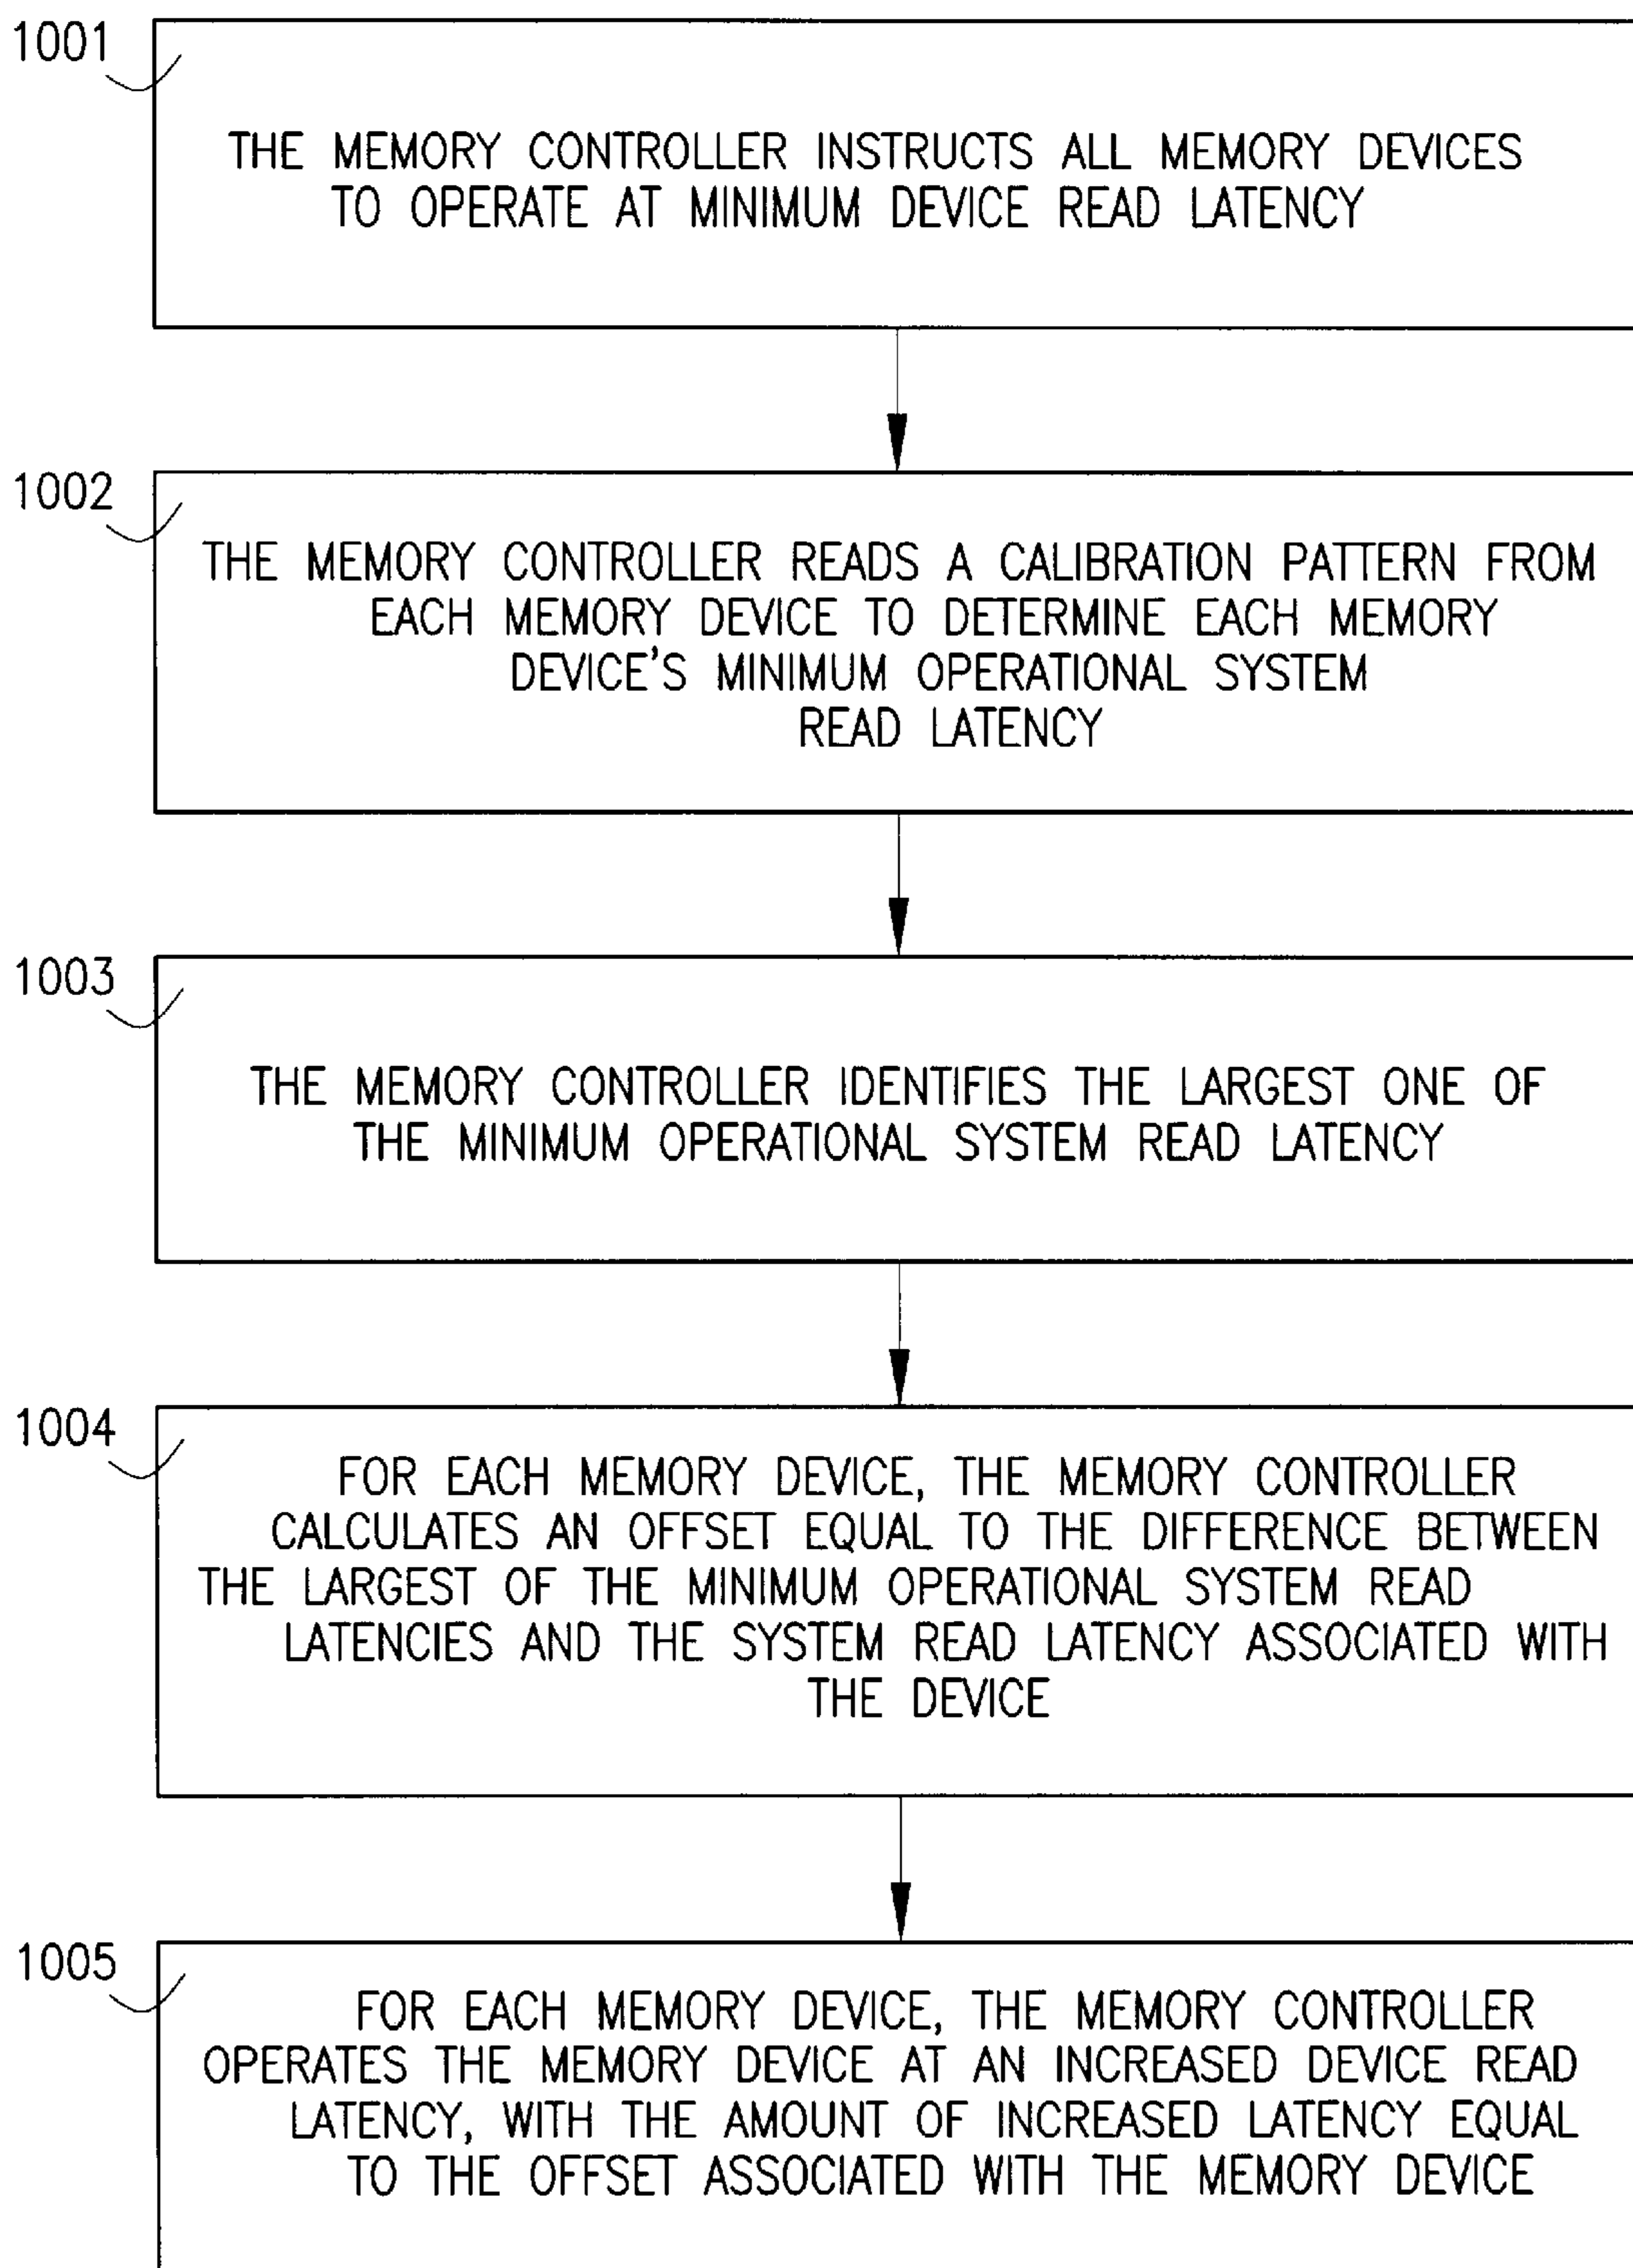 1001
THE MEMORY CONTROLLER INSTRUCTS ALL MEMORY DEVICES
TO OPERATE AT MINIMUM DEVICE READ LATENCY
1002
THE MEMORY CONTROLLER READS A CALIBRATION PATTERN FROM
EACH MEMORY DEVICE TO DETERMINE EACH MEMORY
DEVICE'S MINIMUM OPERATIONAL SYSTEM
READ LATENCY
1003
THE MEMORY CONTROLLER IDENTIFIES THE LARGEST ONE OF
THE MINIMUM OPERATIONAL SYSTEM READ LATENCY
1004
FOR EACH MEMORY DEVICE, THE MEMORY CONTROLLER
CALCULATES AN OFFSET EQUAL TO THE DIFFERENCE BETWEEN
THE LARGEST OF THE MINIMUM OPERATIONAL SYSTEM READ
LATENCIES AND THE SYSTEM READ LATENCY ASSOCIATED WITH
THE DEVICE
1005
FOR EACH MEMORY DEVICE, THE MEMORY CONTROLLER
OPERATES THE MEMORY DEVICE AT AN INCREASED DEVICE READ
LATENCY, WITH THE AMOUNT OF INCREASED LATENCY EQUAL
TO THE OFFSET ASSOCIATED WITH THE MEMORY DEVICE